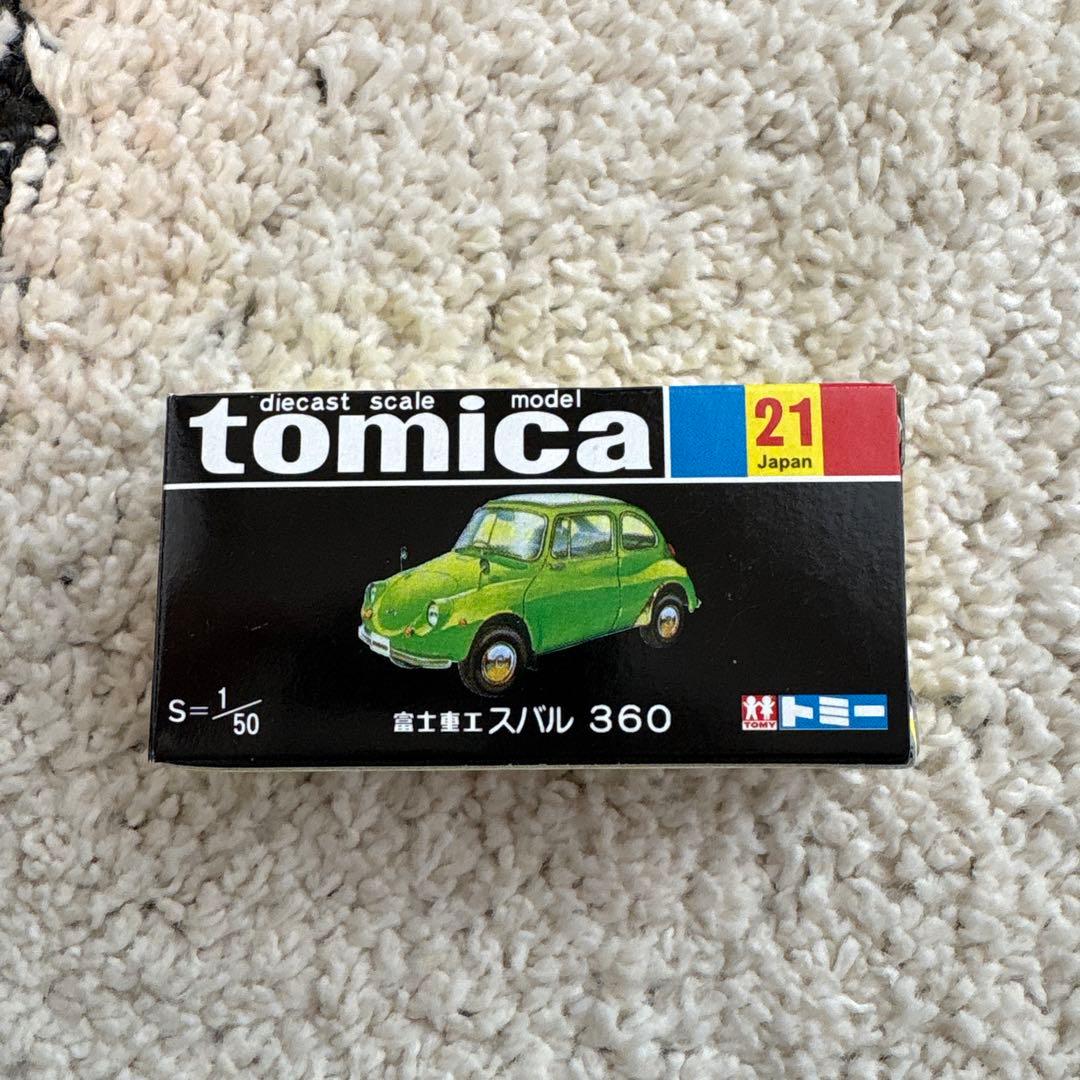 diecast scale model
tomica
21
Japan
S=1/50
富士重工 スバル 360
TOMY
トミー